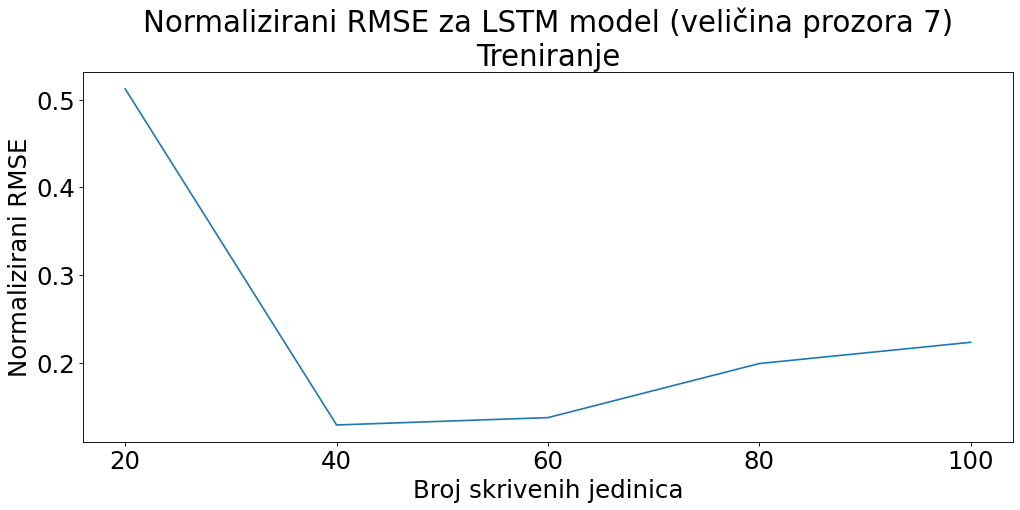 Normalizirani RMSE za LSTM model (veličina prozora 7)
Treniranje
Normalizirani RMSE
0.5
0.4
0.3
0.2
20 40 60 80 100
Broj skrivenih jedinica